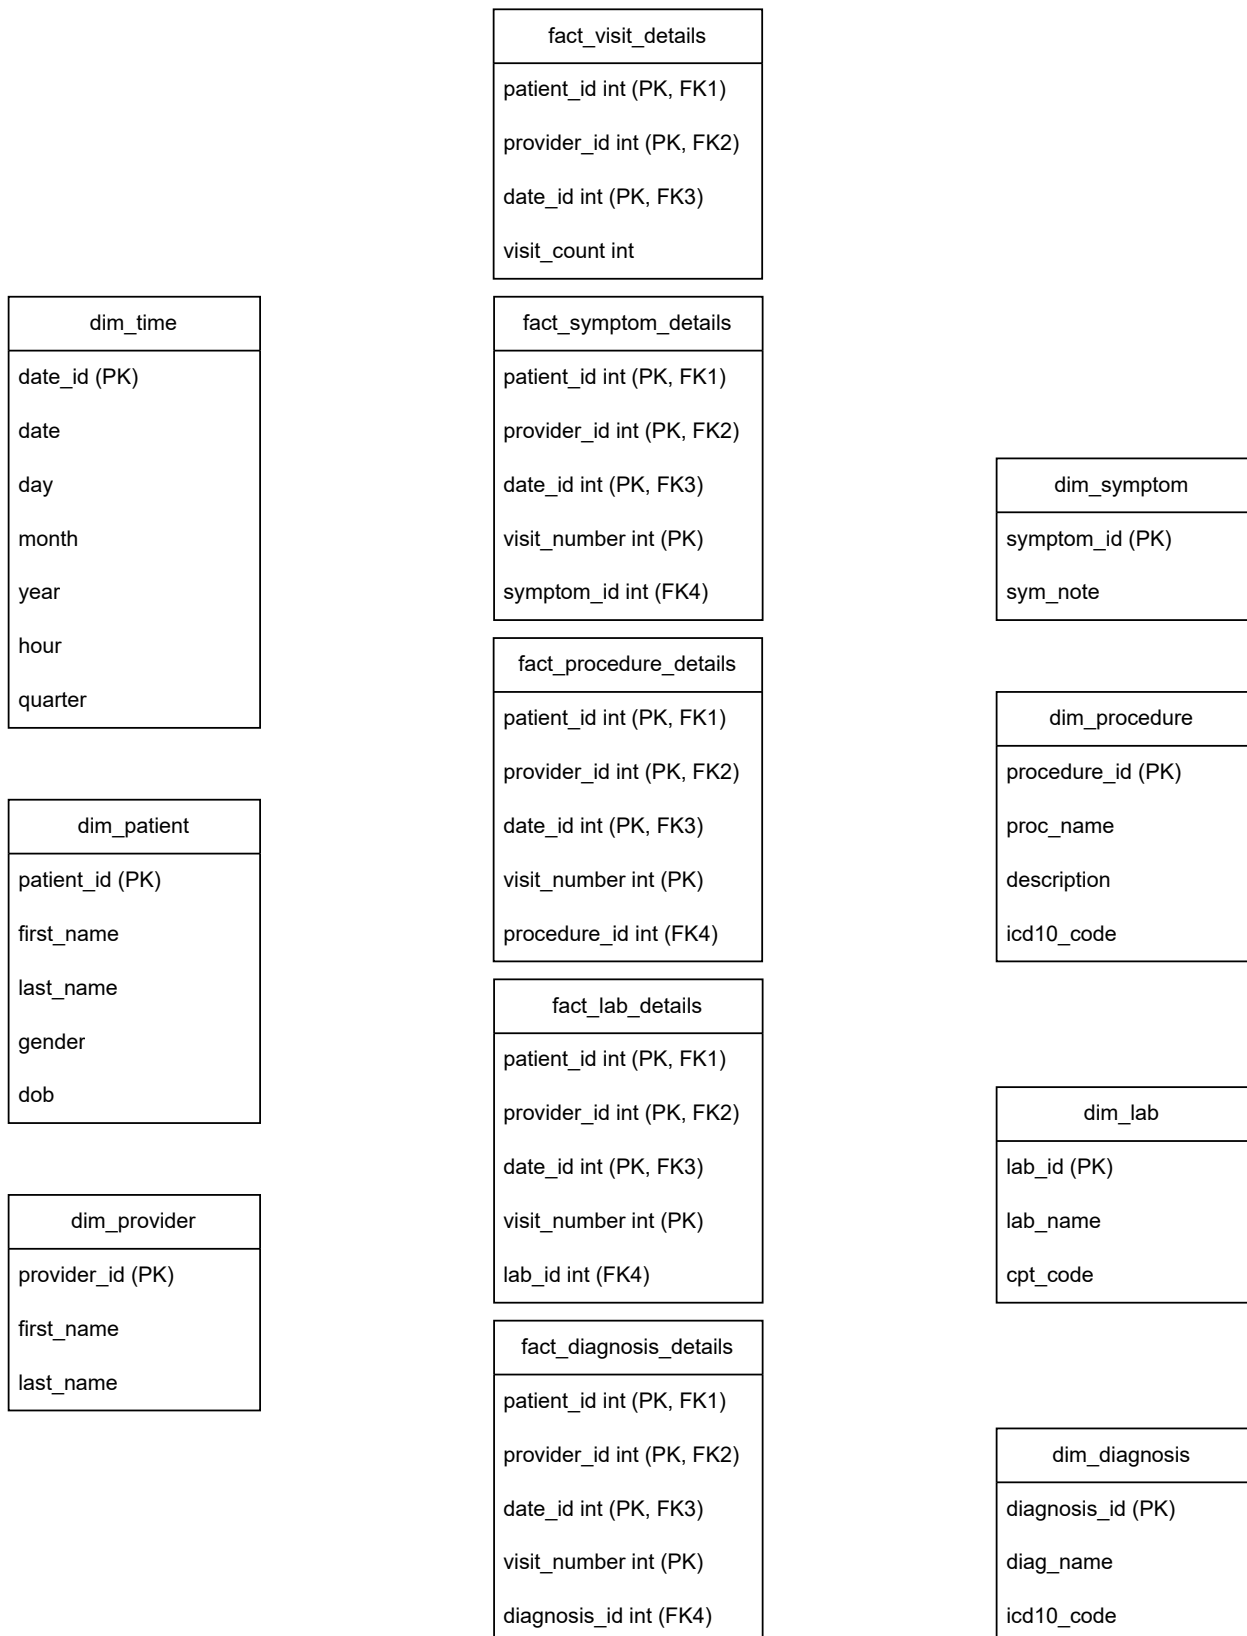 fact_visit_details
patient_id int (PK, FK1)
provider_id int (PK, FK2)
date_id int (PK, FK3)
visit_count int
dim_time
date_id (PK)
date
day
month
year
hour
quarter
dim_patient
patient_id (PK)
first_name
last_name
gender
dob
dim_provider
provider_id (PK)
first_name
last_name
fact_symptom_details
patient_id int (PK, FK1)
provider_id int (PK, FK2)
date_id int (PK, FK3)
visit_number int (PK)
symptom_id int (FK4)
fact_procedure_details
patient_id int (PK, FK1)
provider_id int (PK, FK2)
date_id int (PK, FK3)
visit_number int (PK)
procedure_id int (FK4)
fact_lab_details
patient_id int (PK, FK1)
provider_id int (PK, FK2)
date_id int (PK, FK3)
visit_number int (PK)
lab_id int (FK4)
fact_diagnosis_details
patient_id int (PK, FK1)
provider_id int (PK, FK2)
date_id int (PK, FK3)
visit_number int (PK)
diagnosis_id int (FK4)
dim_symptom
symptom_id (PK)
sym_note
dim_procedure
procedure_id (PK)
proc_name
description
icd10_code
dim_lab
lab_id (PK)
lab_name
cpt_code
dim_diagnosis
diagnosis_id (PK)
diag_name
icd10_code